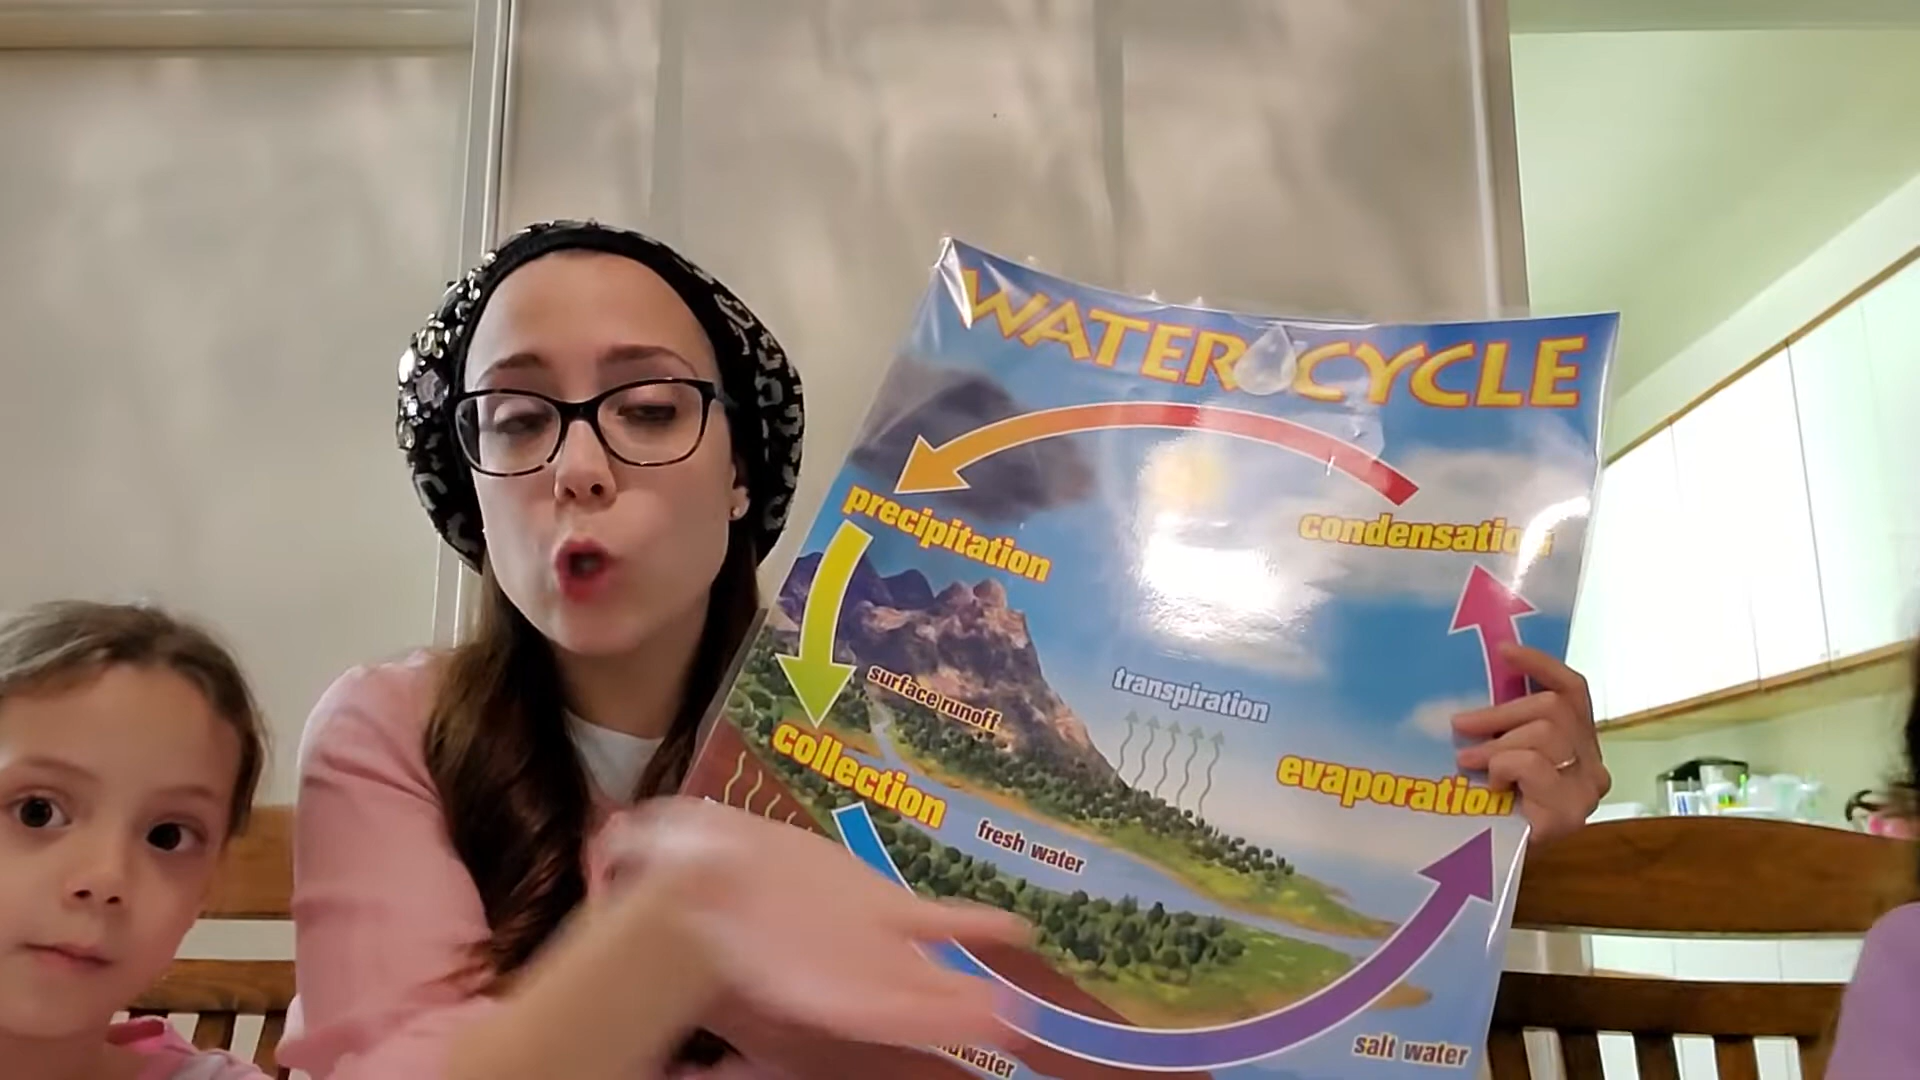 WATER CYCLE
precipitation
condensation
surface runoff
transpiration
collection
evaporation
fresh water
salt water